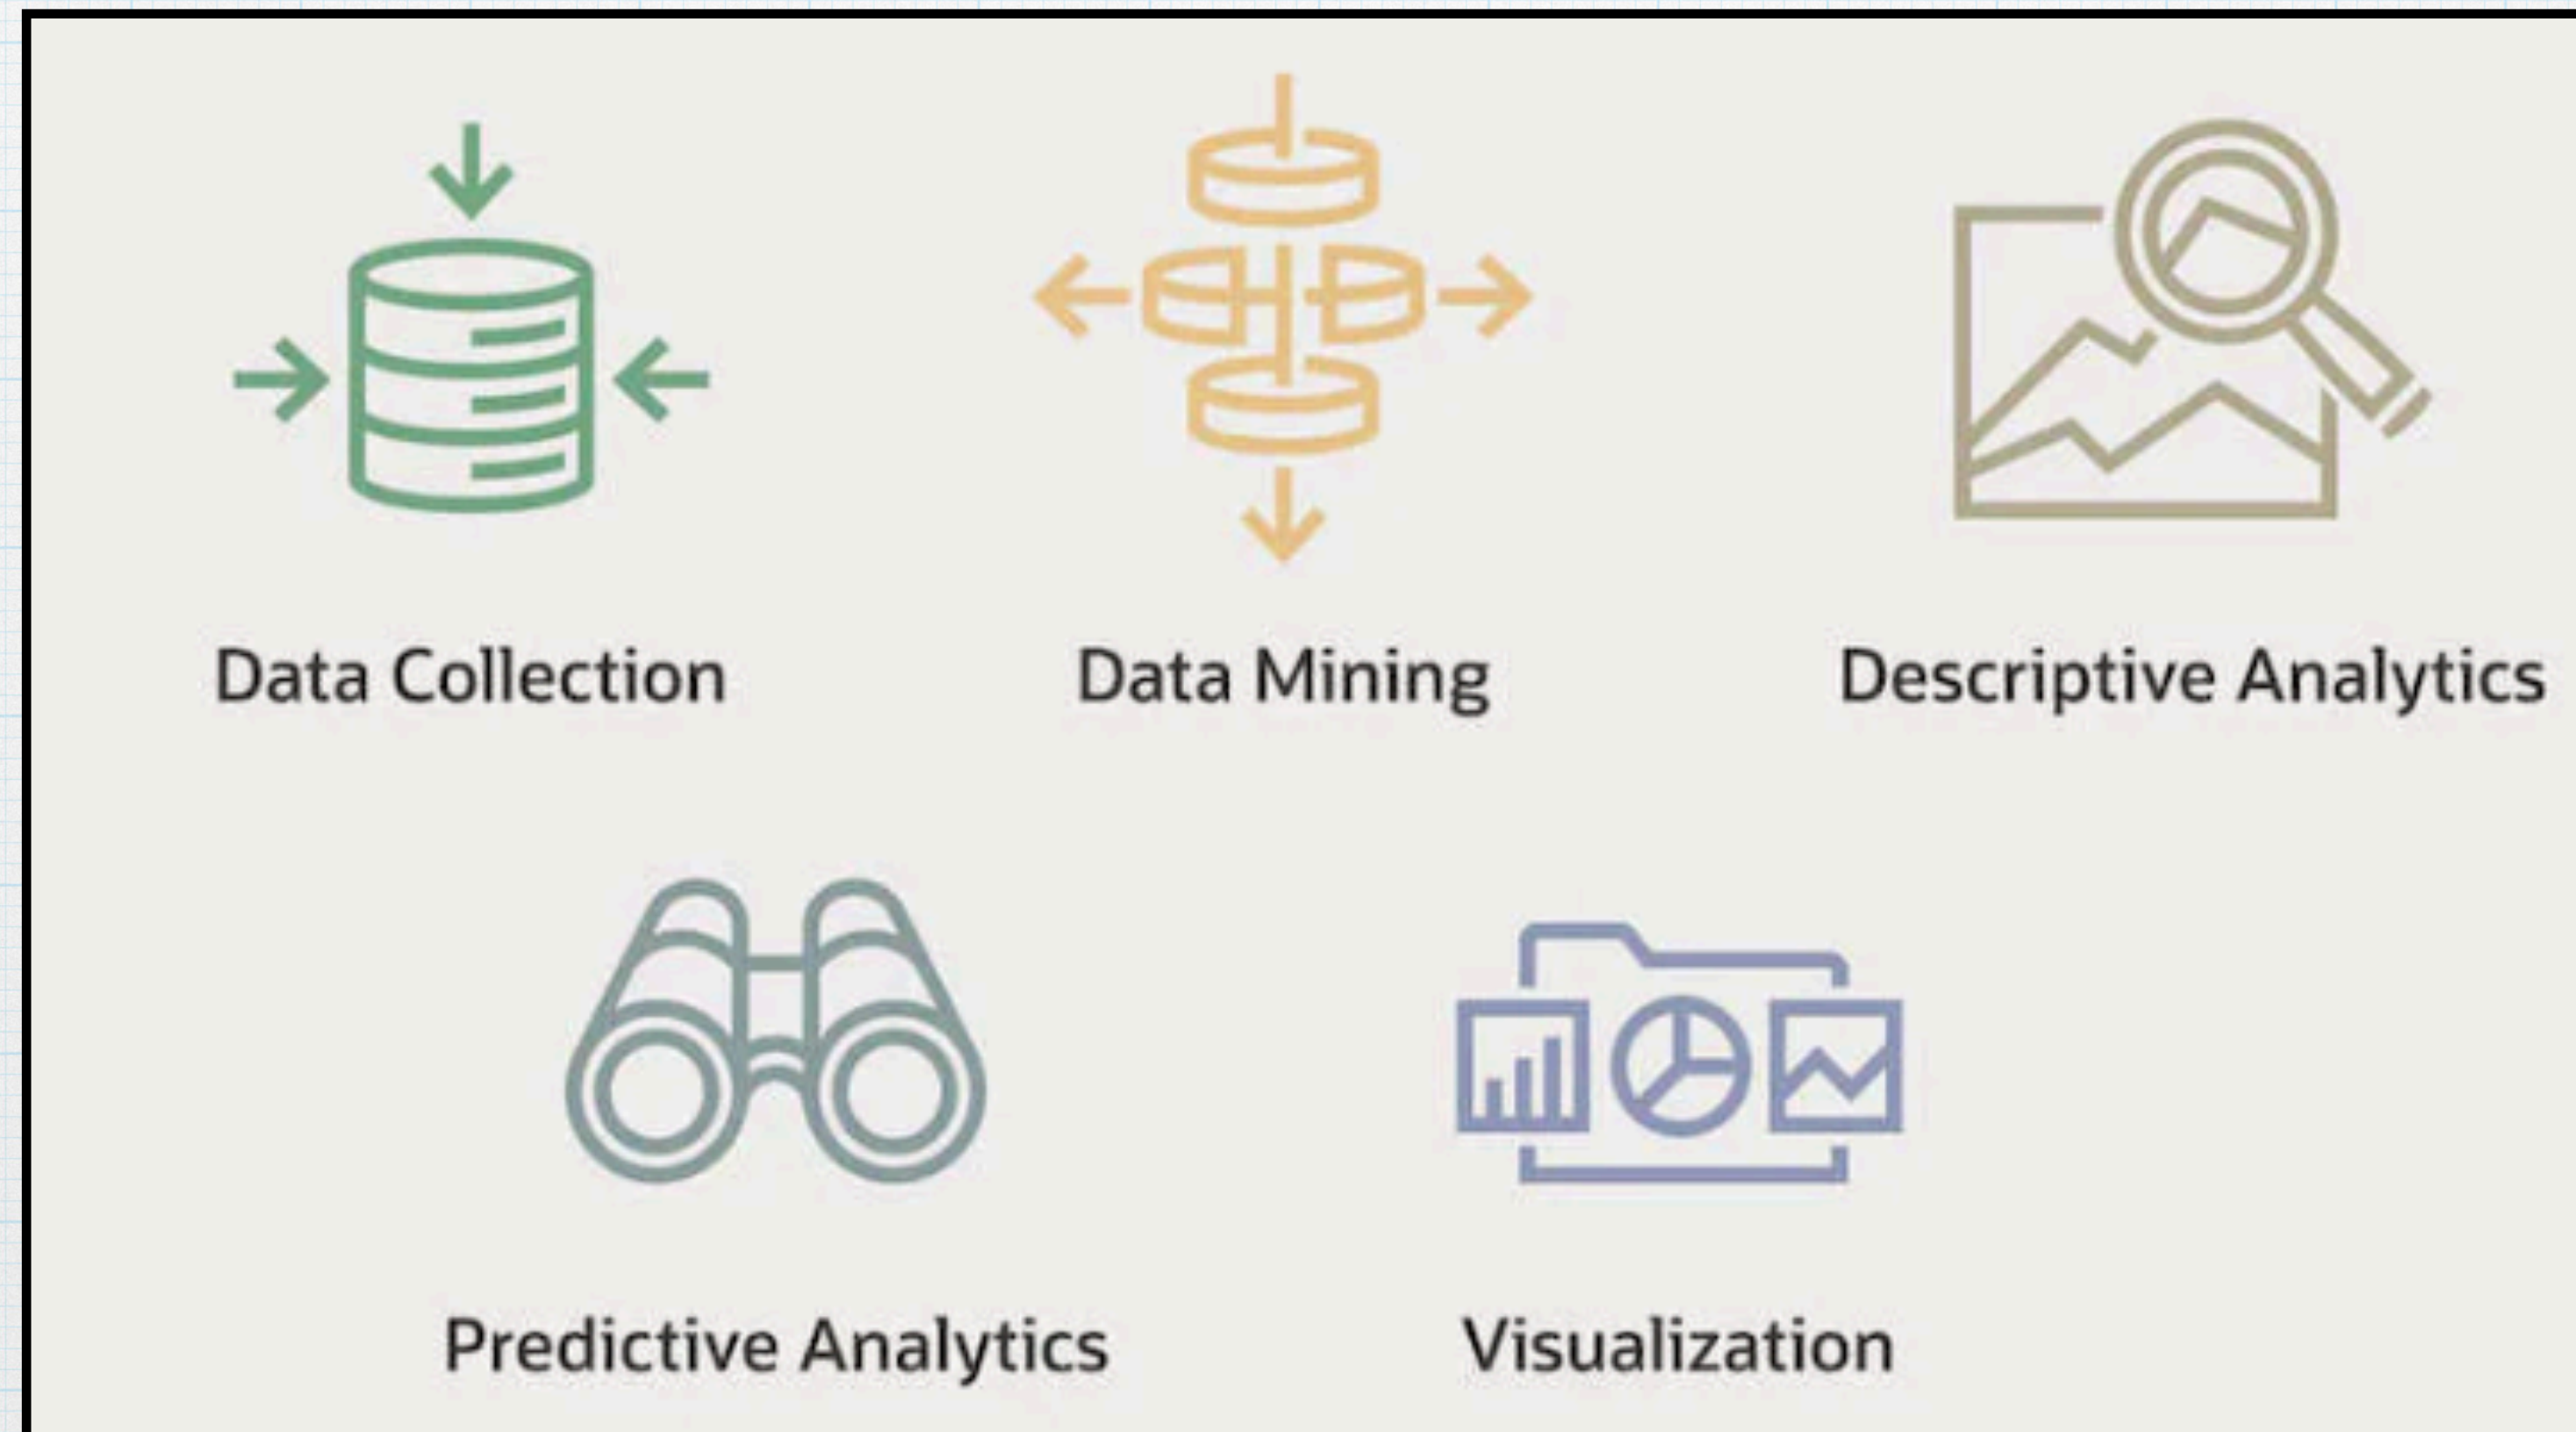 Data Collection
Data Mining
Descriptive Analytics
Predictive Analytics
Visualization